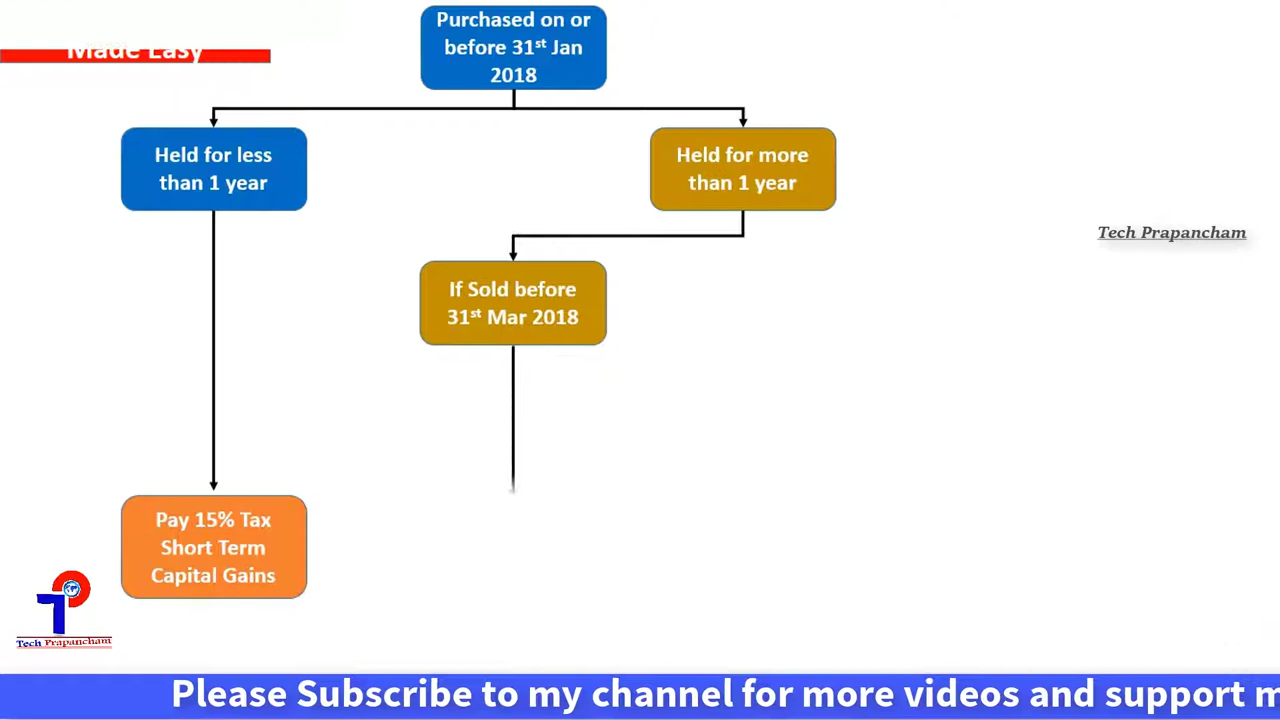 Made Easy
Purchased on or
before 31st Jan
2018
Held for less
than 1 year
Held for more
than 1 year
Tech Prapancham
If Sold before
31st Mar 2018
Pay 15% Tax
Short Term
Capital Gains
Tech Prapancham
Please Subscribe to my channel for more videos and support m